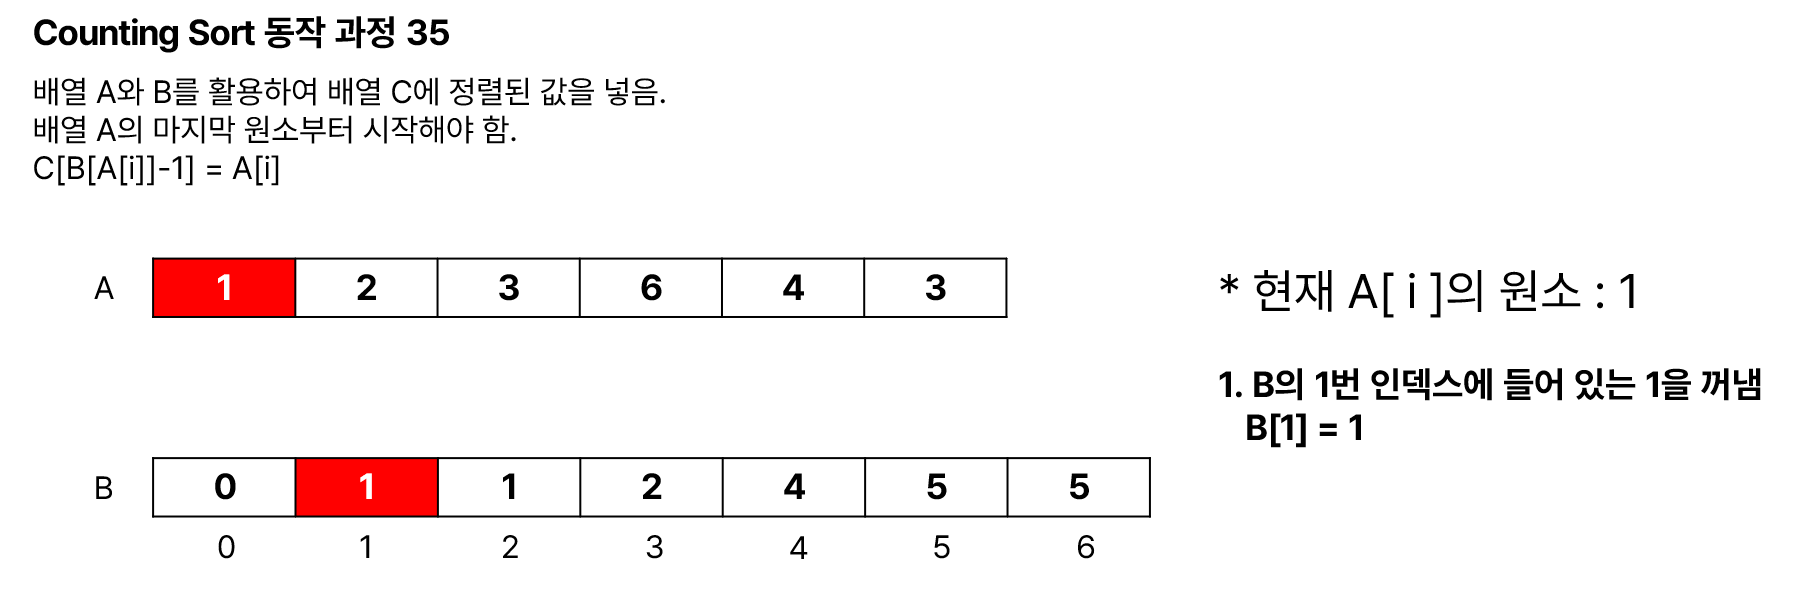 Counting Sort 동작 과정 35
배열 A와 B를 활용하여 배열 C에 정렬된 값을 넣음.
배열 A의 마지막 원소부터 시작해야 함.
C[B[A[i]]-1] = A[i]
A 1 2 3 6 4 3
* 현재 A[ i ]의 원소 : 1
1. B의 1번 인덱스에 들어 있는 1을 꺼냄
B[1] = 1
B 0 1 1 2 4 5 5
0 1 2 3 4 5 6